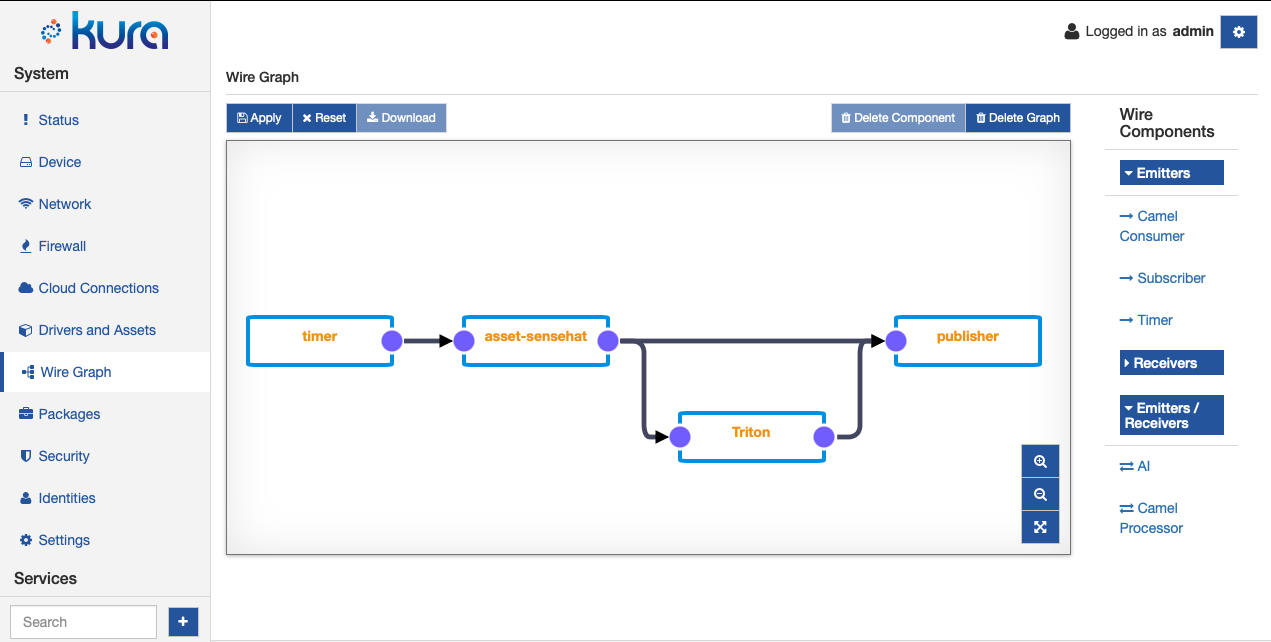 kura
System
Status
Device
Network
Firewall
Cloud Connections
Drivers and Assets
Wire Graph
Packages
Security
Identities
Settings
Services
Search
Logged in as admin
Wire Graph
Apply
Reset
Download
Delete Component
Delete Graph
timer
asset-sensehat
publisher
Triton
Wire
Components
Emitters
Camel
Consumer
Subscriber
Timer
Receivers
Emitters /
Receivers
AI
Camel
Processor